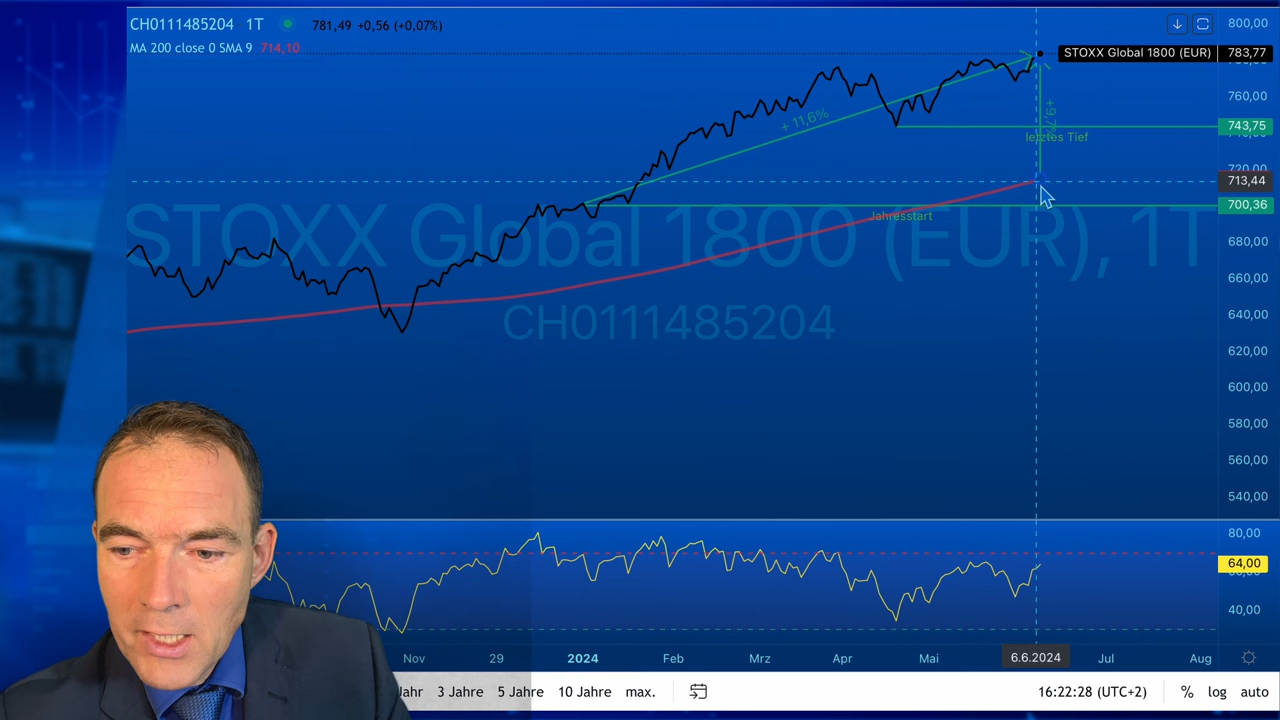 CH0111485204 1T 781,49 +0,56 (+0,07%)
MA 200 close 0 SMA 9 714,10
800,00
STOXX Global 1800 (EUR) 783,77
760,00
+ 11,6%
743,75
letztes Tief
713,44
700,36
Jahresstart
STOXX Global 1800 (EUR), 1T
CH0111485204
680,00
660,00
640,00
620,00
600,00
580,00
560,00
540,00
80,00
64,00
40,00
Nov 29 2024 Feb Mrz Apr Mai 6.6.2024 Jul Aug
3 Jahre 5 Jahre 10 Jahre max. 16:22:28 (UTC+2) % log auto